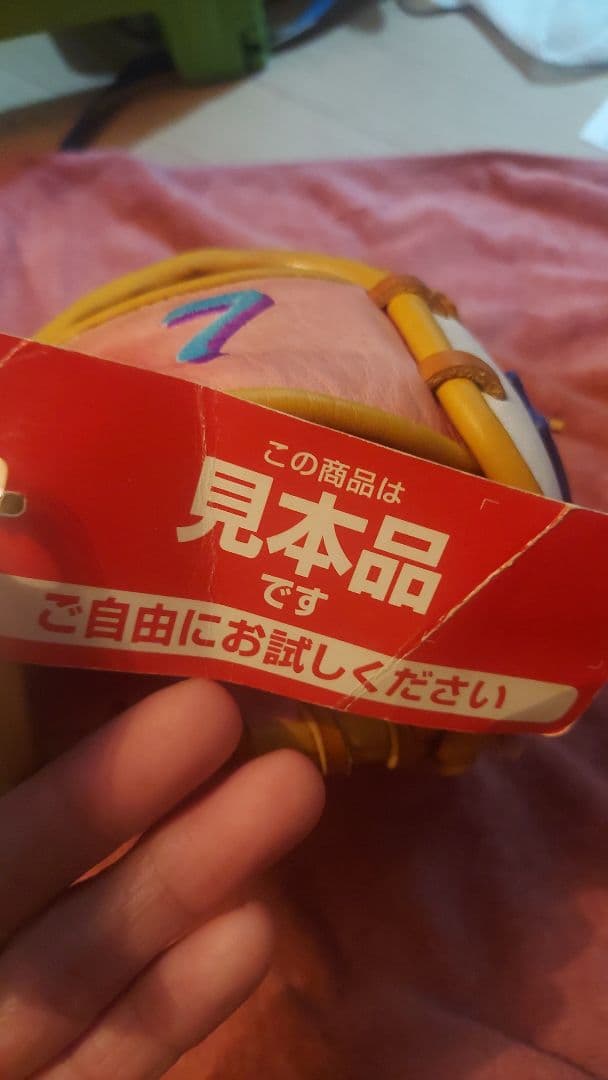 この商品は
見本品
です
ご自由にお試しください